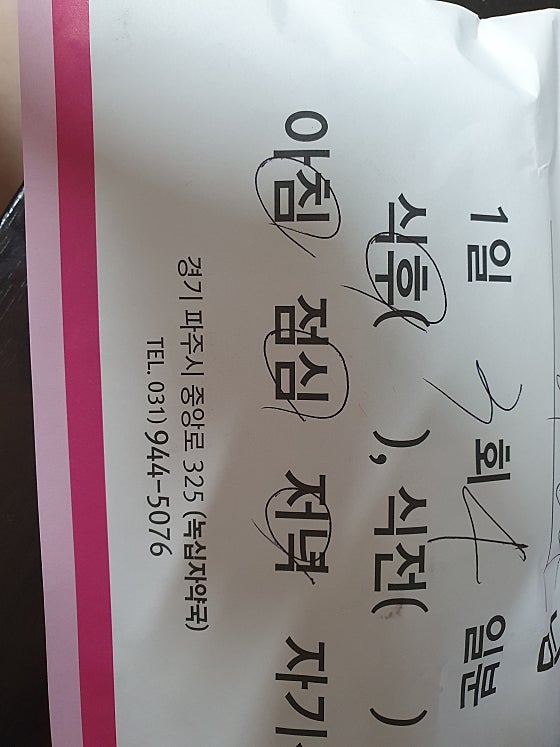 님
1일 3회 4일분
식후( ), 식전( )
아침 점심 저녁 자기
경기 파주시 중앙로 325 (녹십자약국)
TEL. 031) 944-5076